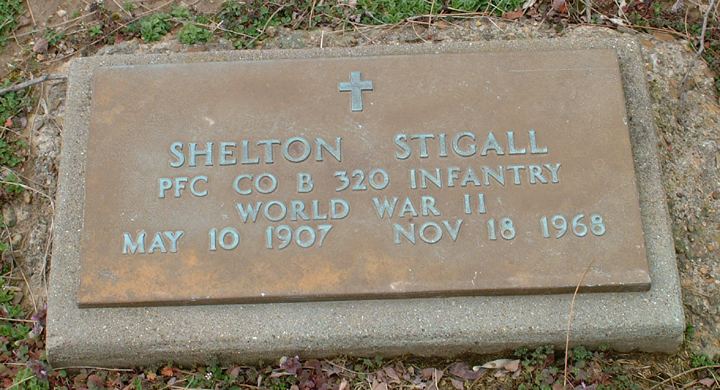 SHELTON STIGALL
PFC CO B 320 INFANTRY
WORLD WAR II
MAY 10 1907 NOV 18 1968